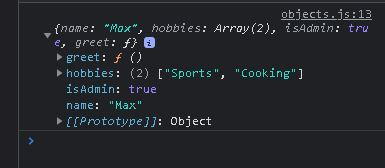 objects.js:13
{name: "Max", hobbies: Array(2), isAdmin: tru
e, greet: ƒ} i
greet: ƒ ()
hobbies: (2) ["Sports", "Cooking"]
isAdmin: true
name: "Max"
[[Prototype]]: Object